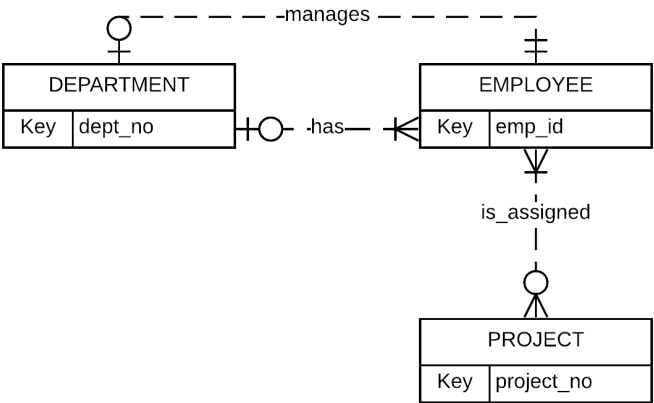 manages
DEPARTMENT
EMPLOYEE
Key dept_no
has
Key emp_id
is_assigned
PROJECT
Key project_no